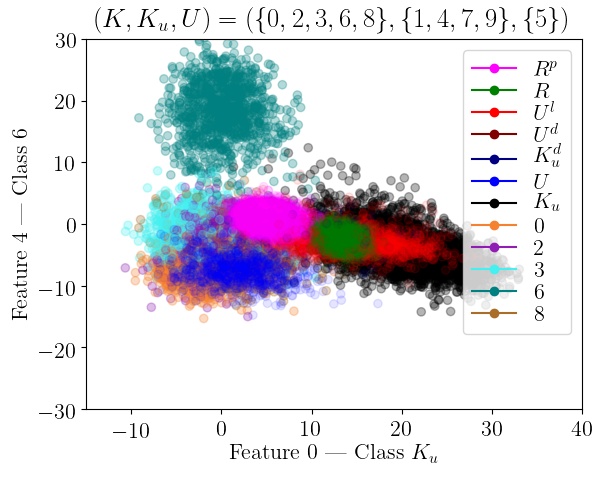 (K, K_u, U) = ({0, 2, 3, 6, 8}, {1, 4, 7, 9}, {5})
30
20
10
0
−10
−20
−30
Feature 4 — Class 6
−10 0 10 20 30 40
Feature 0 — Class K_u
R^p
R
U^l
U^d
K_u^d
U
K_u
0
2
3
6
8